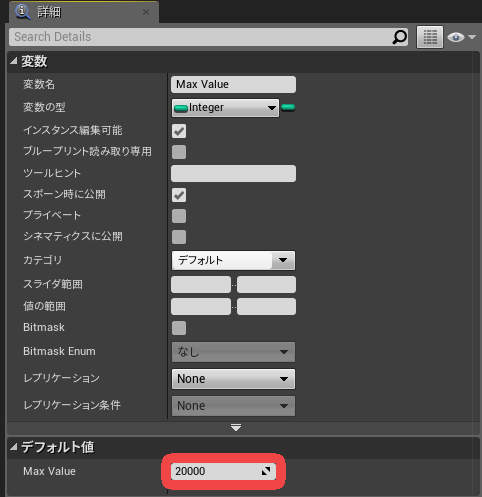 詳細
Search Details
変数
変数名 Max Value
変数の型 Integer
インスタンス編集可能
ブループリント読み取り専用
ツールヒント
スポーン時に公開
プライベート
シネマティクスに公開
カテゴリ デフォルト
スライダ範囲 ..
値の範囲 ..
Bitmask
Bitmask Enum なし
レプリケーション None
レプリケーション条件 None
デフォルト値
Max Value 20000